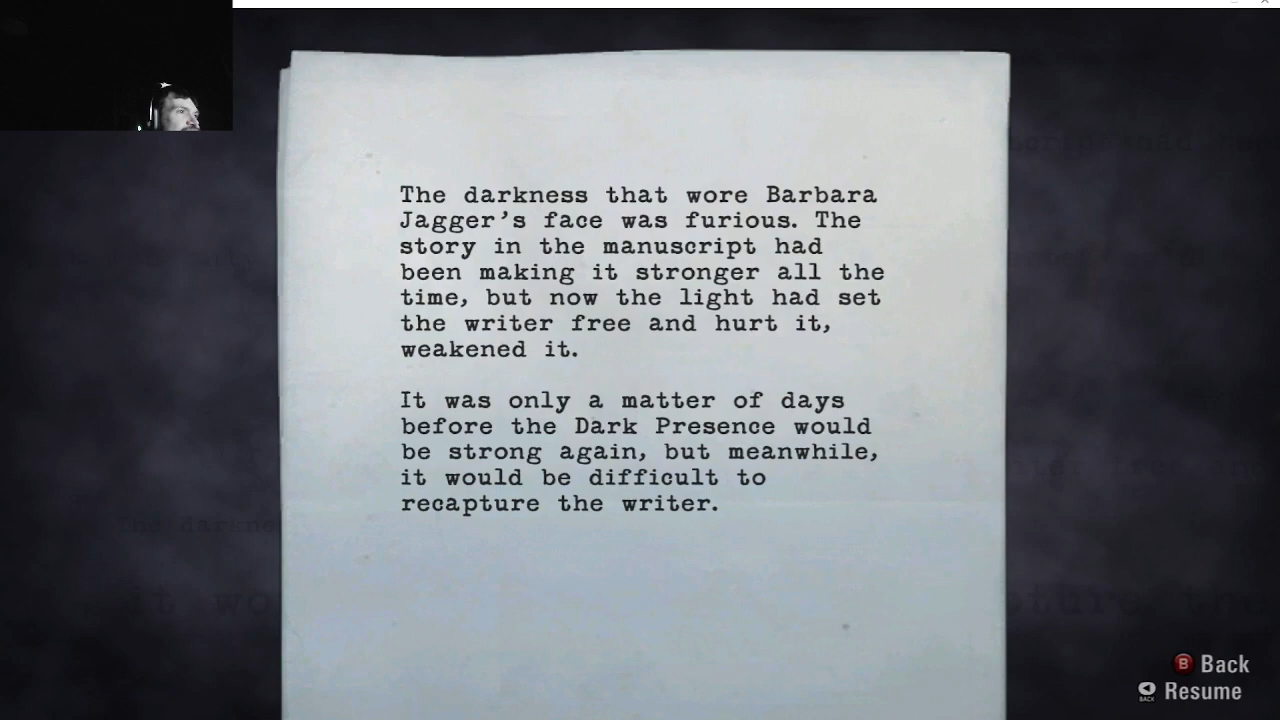 The darkness that wore Barbara
Jagger's face was furious. The
story in the manuscript had
been making it stronger all the
time, but now the light had set
the writer free and hurt it,
weakened it.
It was only a matter of days
before the Dark Presence would
be strong again, but meanwhile,
it would be difficult to
recapture the writer.
B Back
BACK Resume